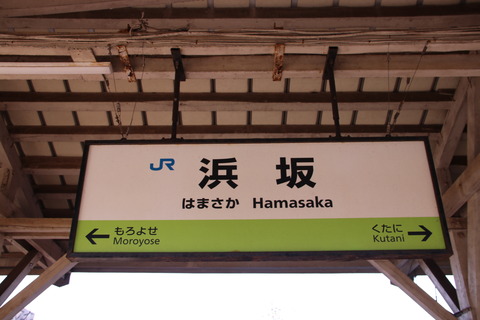 JR 浜坂
はまさか Hamasaka
← もろよせ
Moroyose
くたに →
Kutani